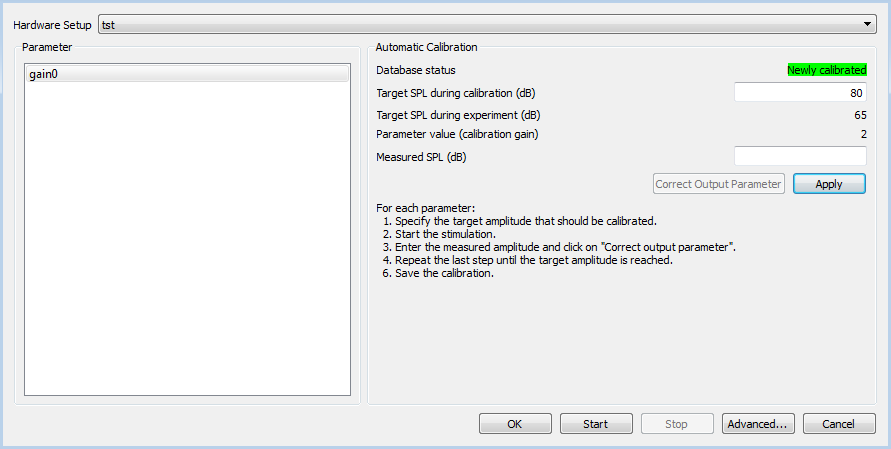 Hardware Setup tst
Parameter
gain0
Automatic Calibration
Database status Newly calibrated
Target SPL during calibration (dB) 80
Target SPL during experiment (dB) 65
Parameter value (calibration gain) 2
Measured SPL (dB)
Correct Output Parameter Apply
For each parameter:
1. Specify the target amplitude that should be calibrated.
2. Start the stimulation.
3. Enter the measured amplitude and click on "Correct output parameter".
4. Repeat the last step until the target amplitude is reached.
6. Save the calibration.
OK Start Stop Advanced... Cancel